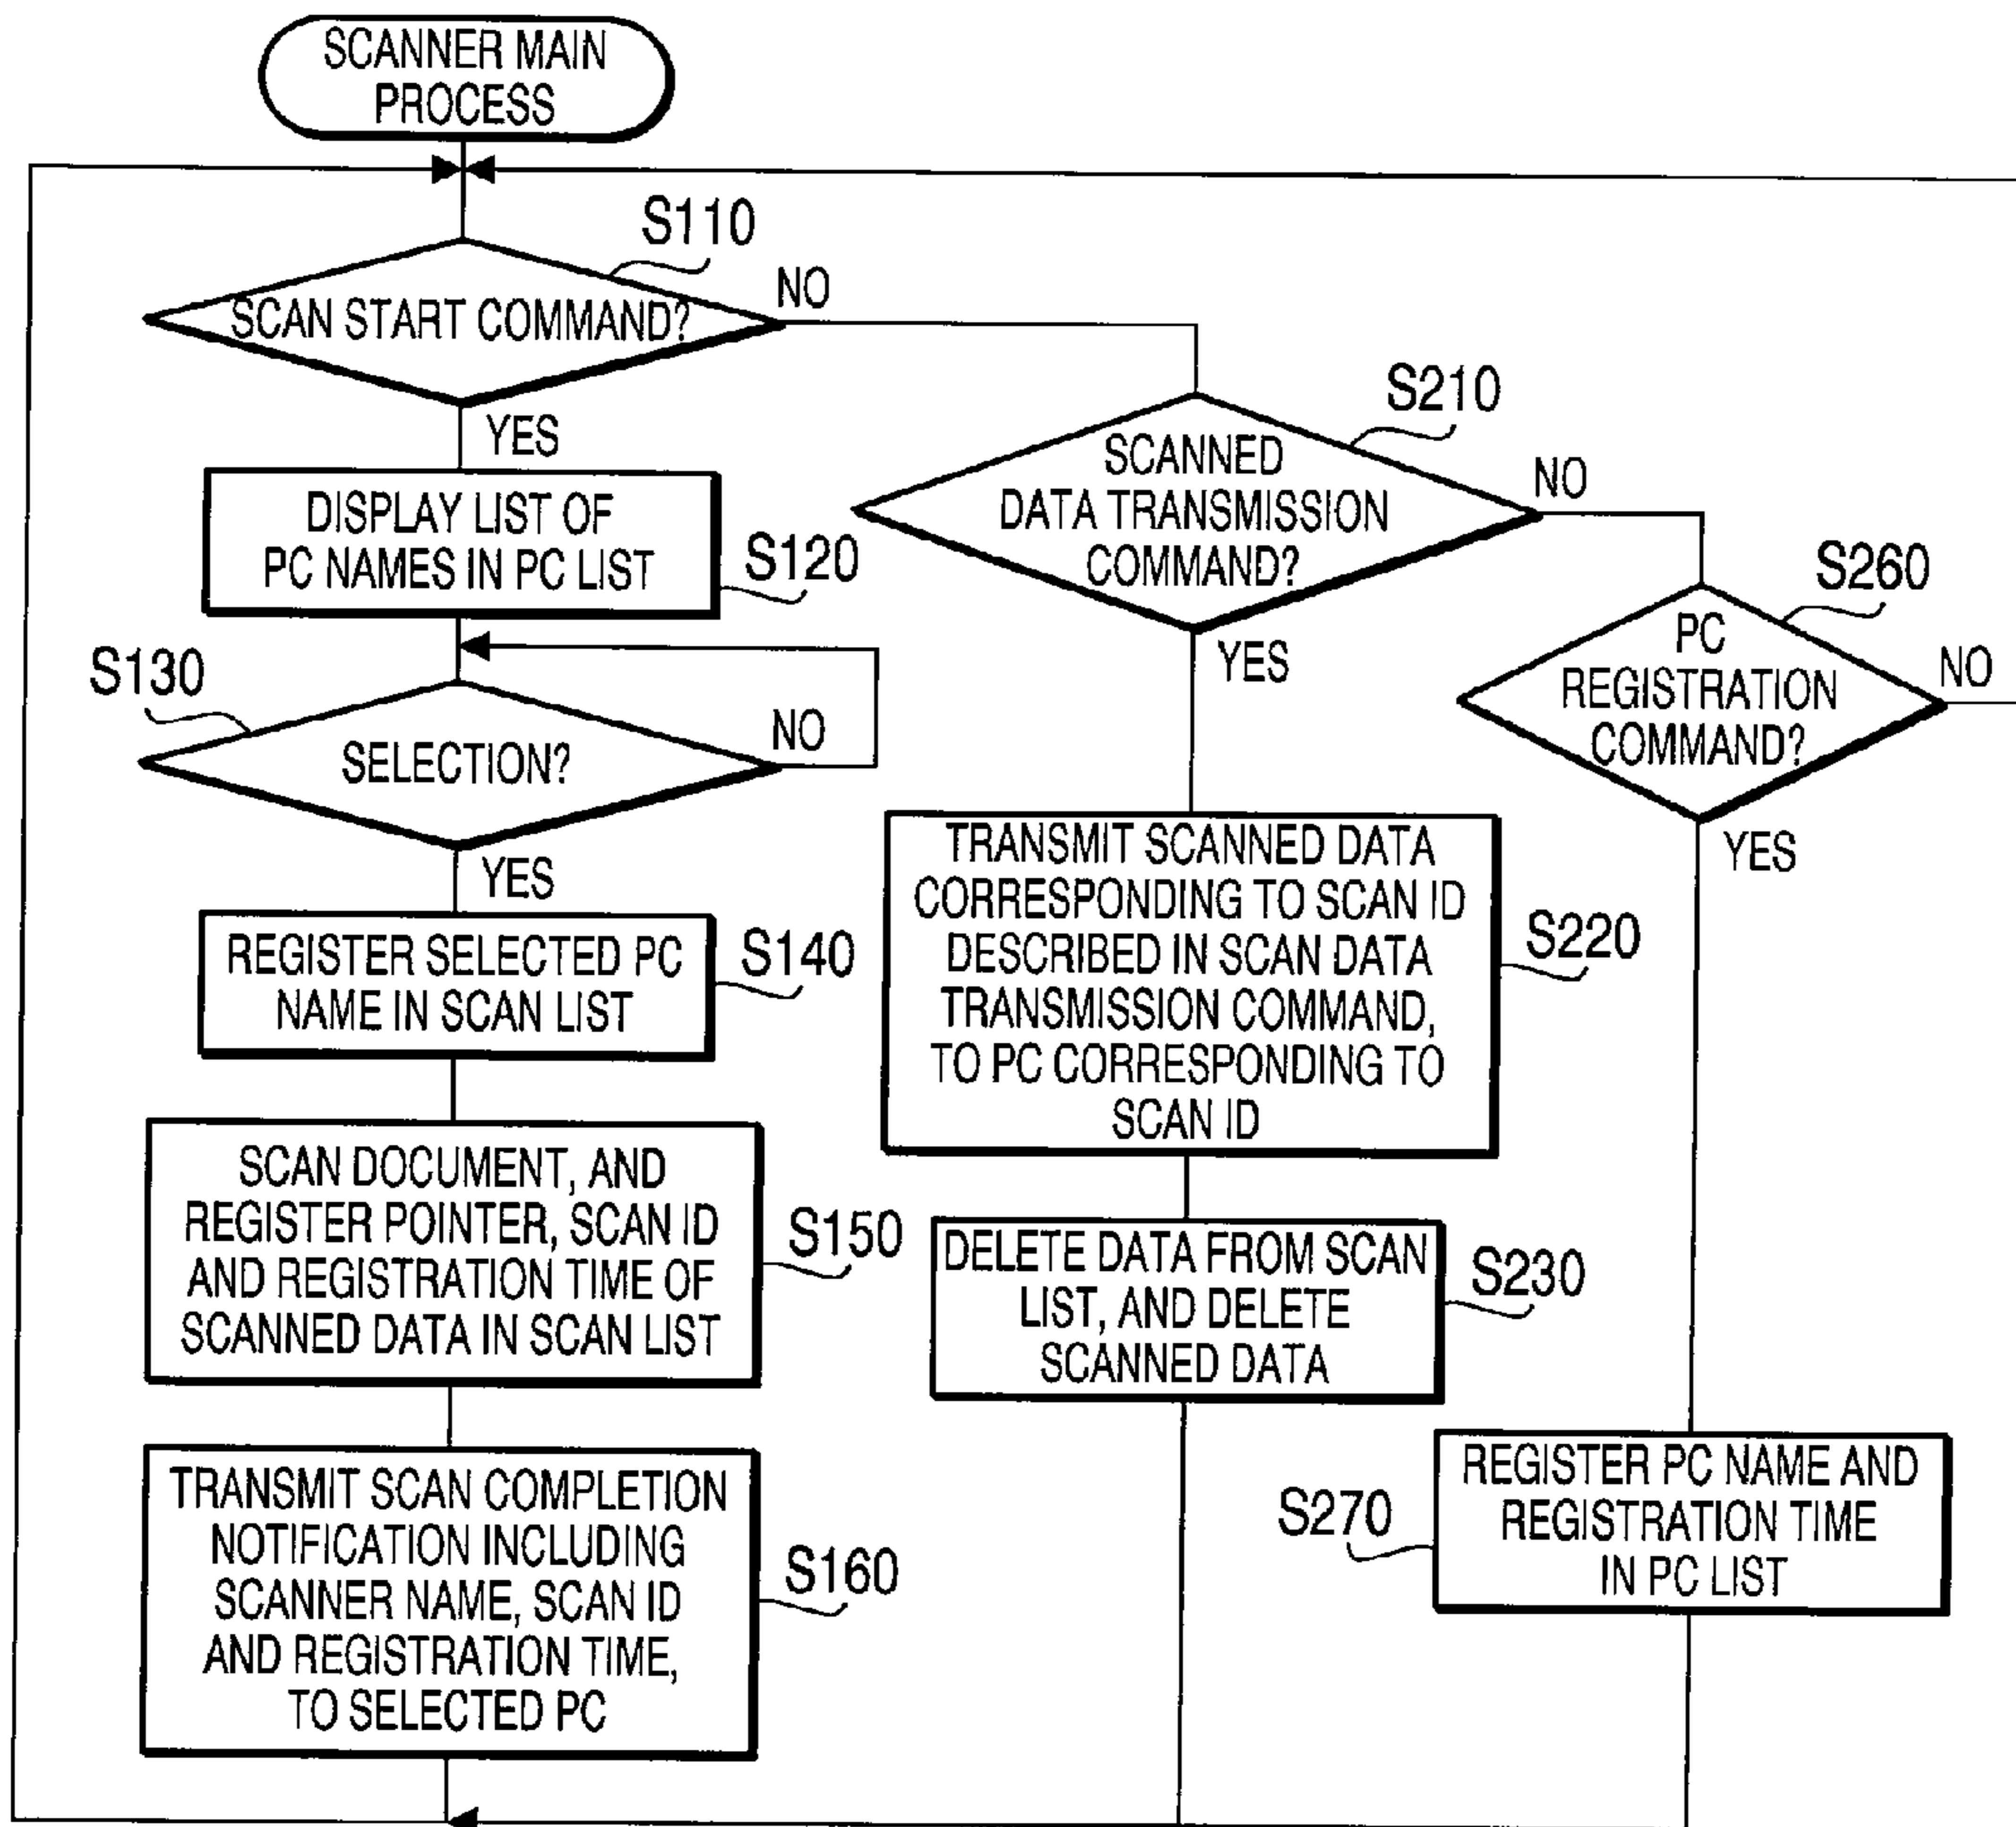 SCANNER MAIN
PROCESS
S110
SCAN START COMMAND?
NO
YES
DISPLAY LIST OF
PC NAMES IN PC LIST
S120
S130
SELECTION?
NO
YES
REGISTER SELECTED PC
NAME IN SCAN LIST
S140
SCAN DOCUMENT, AND
REGISTER POINTER, SCAN ID
AND REGISTRATION TIME OF
SCANNED DATA IN SCAN LIST
S150
TRANSMIT SCAN COMPLETION
NOTIFICATION INCLUDING
SCANNER NAME, SCAN ID
AND REGISTRATION TIME,
TO SELECTED PC
S160
S210
SCANNED
DATA TRANSMISSION
COMMAND?
NO
YES
TRANSMIT SCANNED DATA
CORRESPONDING TO SCAN ID
DESCRIBED IN SCAN DATA
TRANSMISSION COMMAND,
TO PC CORRESPONDING TO
SCAN ID
S220
DELETE DATA FROM SCAN
LIST, AND DELETE
SCANNED DATA
S230
S260
PC
REGISTRATION
COMMAND?
NO
YES
REGISTER PC NAME AND
REGISTRATION TIME
IN PC LIST
S270